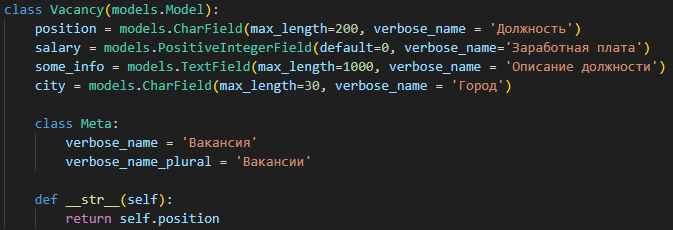 class Vacancy(models.Model):
    position = models.CharField(max_length=200, verbose_name = 'Должность')
    salary = models.PositiveIntegerField(default=0, verbose_name='Заработная плата')
    some_info = models.TextField(max_length=1000, verbose_name = 'Описание должности')
    city = models.CharField(max_length=30, verbose_name = 'Город')

    class Meta:
        verbose_name = 'Вакансия'
        verbose_name_plural = 'Вакансии'

    def __str__(self):
        return self.position